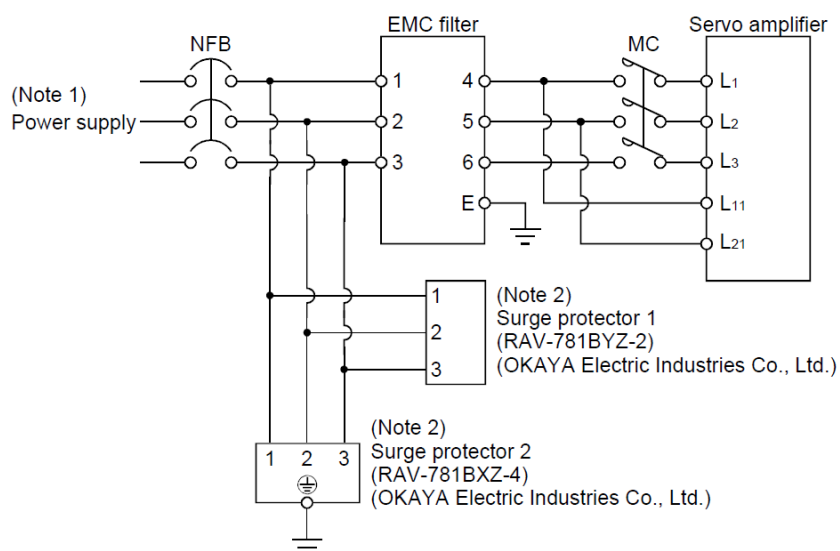 NFB
EMC filter
MC
Servo amplifier
(Note 1)
Power supply
1
2
3
4
5
6
E
L1
L2
L3
L11
L21
1
2
3
(Note 2)
Surge protector 1
(RAV-781BYZ-2)
(OKAYA Electric Industries Co., Ltd.)
1 2 3
(Note 2)
Surge protector 2
(RAV-781BXZ-4)
(OKAYA Electric Industries Co., Ltd.)